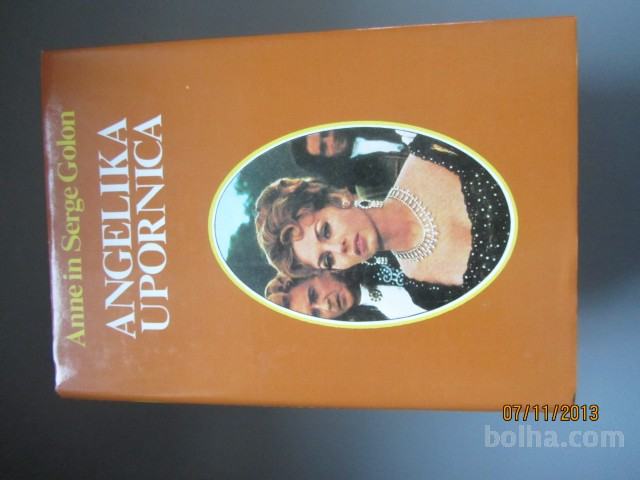 Anne in Serge Golon
ANGELIKA
UPORNICA
07/11/2013
bolha.com